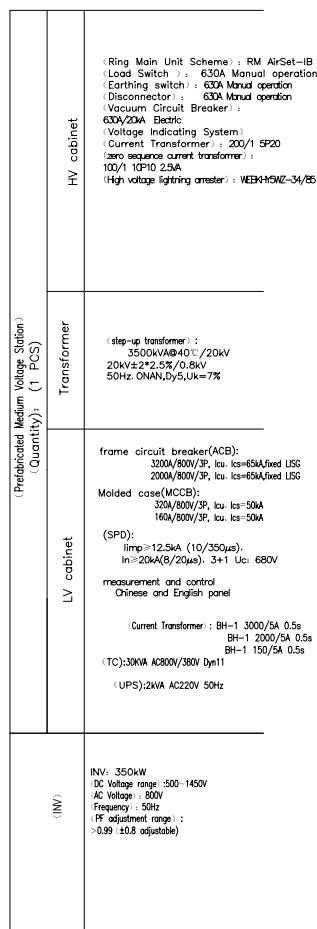 (Prefabricated Medium Voltage Station)
(Quantity): (1 PCS)
HV cabinet
(Ring Main Unit Scheme): RM AirSet-IB
(Load Switch ): 630A Manual operation
(Earthing switch): 630A Manual operation
(Disconnector): 630A Manual operation
(Vacuum Circuit Breaker):
630A/20kA Electric
(Voltage Indicating System)
(Current Transformer): 200/1 5P20
(zero sequence current transformer):
100/1 10P10 2.5VA
(High voltage lightning arrester): WEBKHY5WZ-34/85
Transformer
(step-up transformer):
3500kVA@40℃/20kV
20kV±2*2.5%/0.8kV
50Hz, ONAN,Dy5,Uk=7%
LV cabinet
frame circuit breaker(ACB):
3200A/800V/3P, Icu, Ics=65kA,fixed LISG
2000A/800V/3P, Icu, Ics=65kA,fixed LISG
Molded case(MCCB):
320A/800V/3P, Icu, Ics=50kA
160A/800V/3P, Icu, Ics=50kA
(SPD):
Iimp≥12.5kA (10/350μs),
In≥20kA(8/20μs), 3+1 Uc: 680V
measurement and control
Chinese and English panel
(Current Transformer): BH-1 3000/5A 0.5s
BH-1 2000/5A 0.5s
BH-1 150/5A 0.5s
(TC):30KVA AC800V/380V Dyn11
(UPS):2kVA AC220V 50Hz
(INV)
INV: 350kW
(DC Voltage range):500~1450V
(AC Voltage): 800V
(Frequency): 50Hz
(PF adjustment range):
>0.99 (±0.8 adjustable)